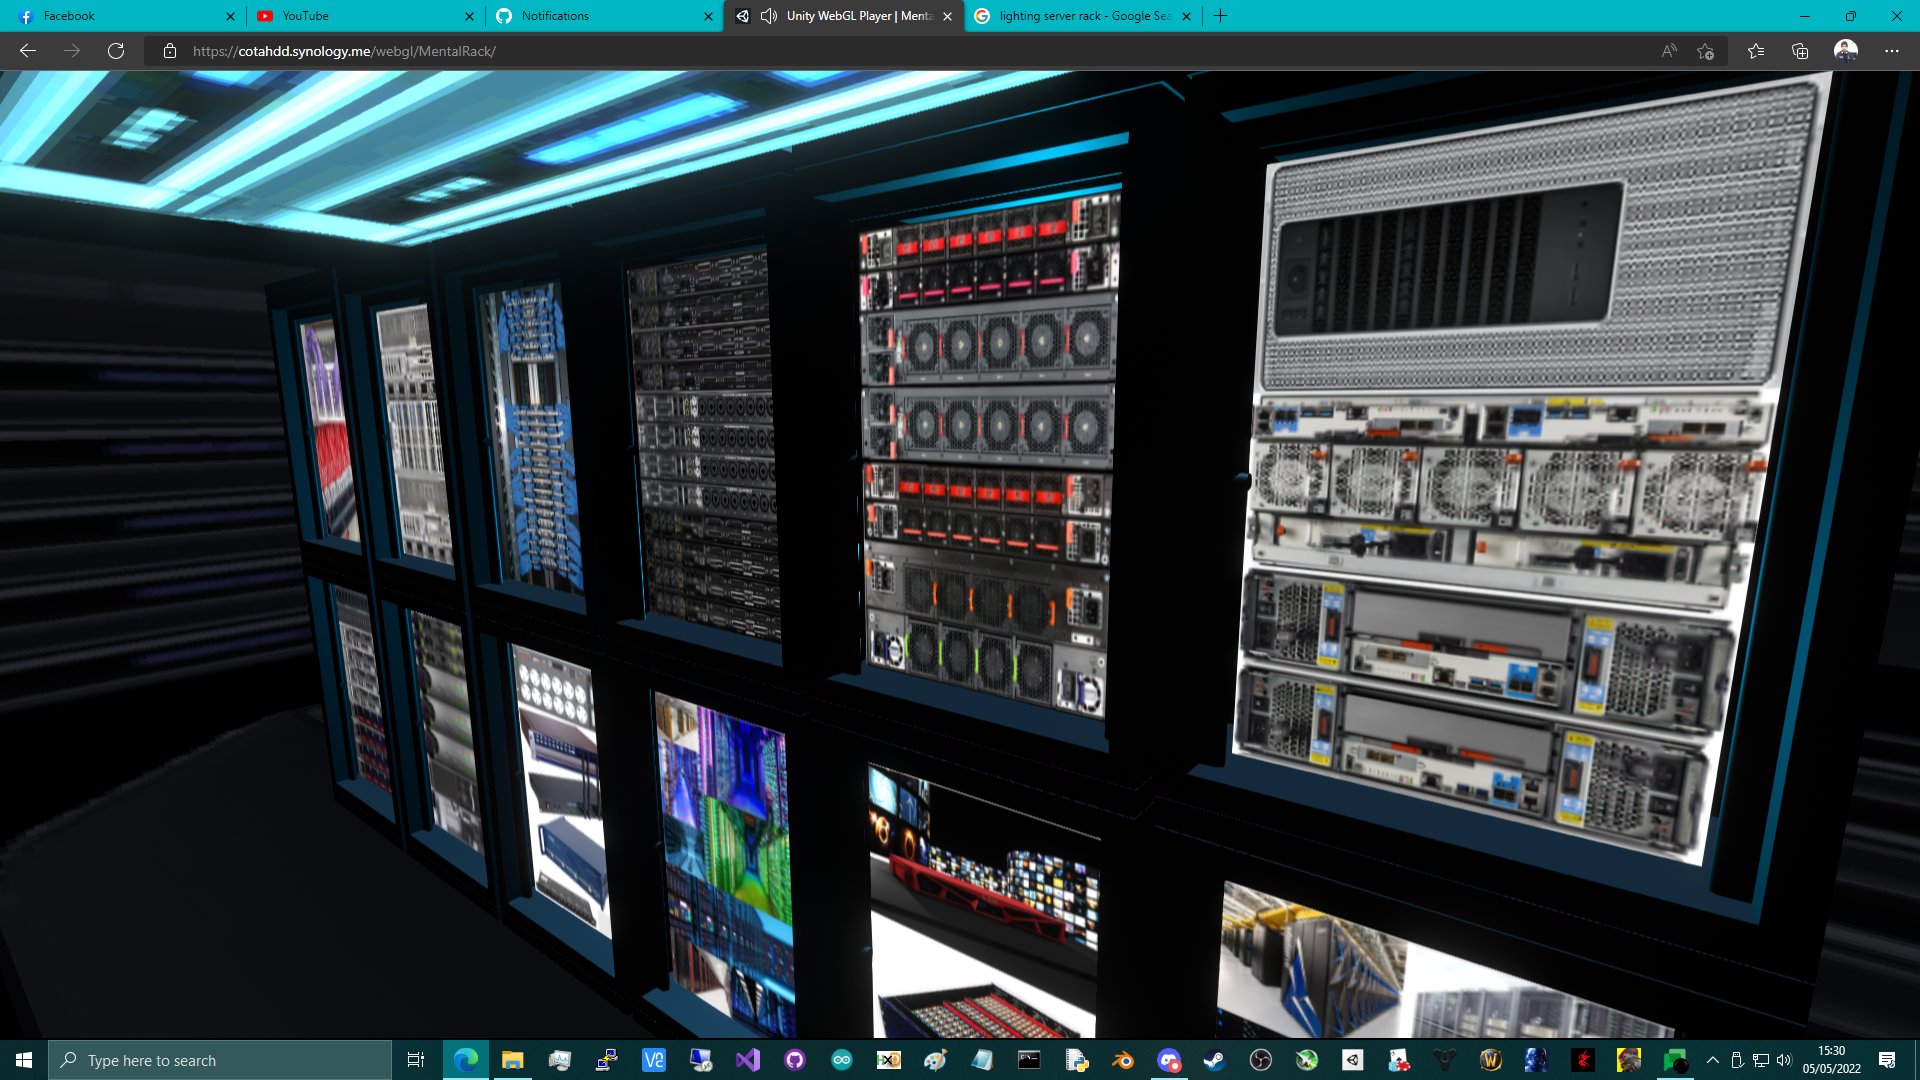 Facebook
YouTube
Notifications
Unity WebGL Player | Menta
lighting server rack - Google Sea
https://cotahdd.synology.me/webgl/MentalRack/
Type here to search
15:30
05/05/2022